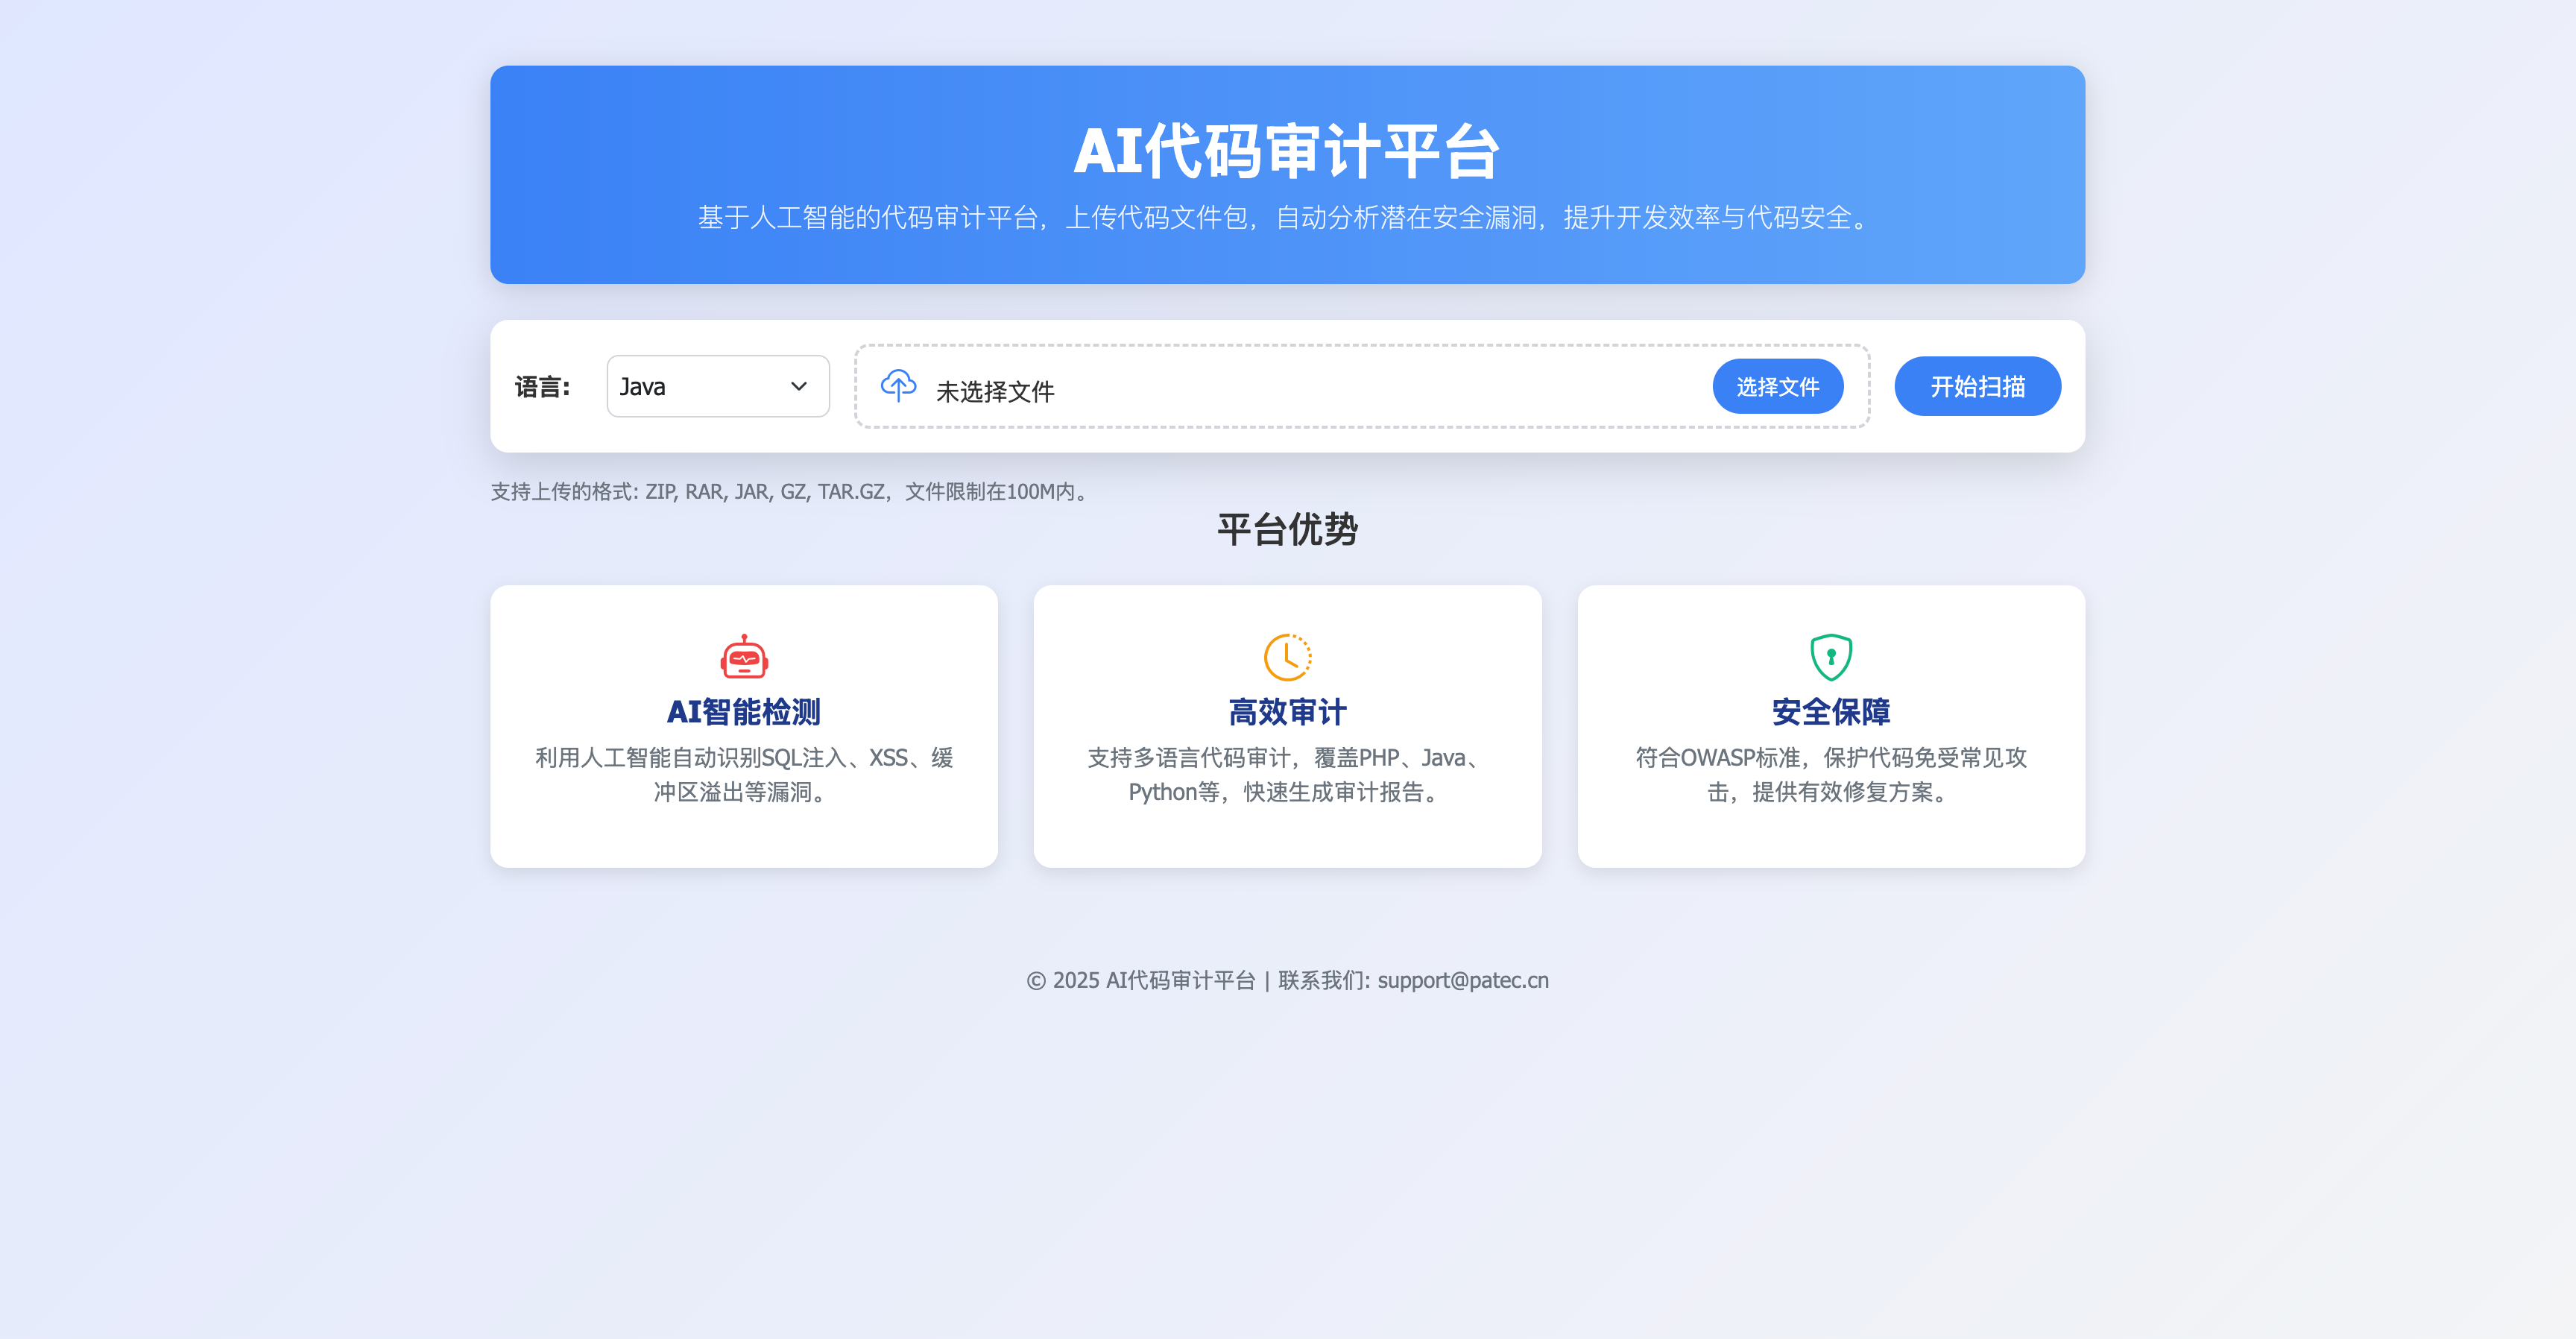 AI代码审计平台
基于人工智能的代码审计平台，上传代码文件包，自动分析潜在安全漏洞，提升开发效率与代码安全。
语言:
Java
未选择文件
选择文件
开始扫描
支持上传的格式: ZIP, RAR, JAR, GZ, TAR.GZ，文件限制在100M内。
平台优势
AI智能检测
利用人工智能自动识别SQL注入、XSS、缓
冲区溢出等漏洞。
高效审计
支持多语言代码审计，覆盖PHP、Java、
Python等，快速生成审计报告。
安全保障
符合OWASP标准，保护代码免受常见攻
击，提供有效修复方案。
© 2025 AI代码审计平台 | 联系我们: support@patec.cn